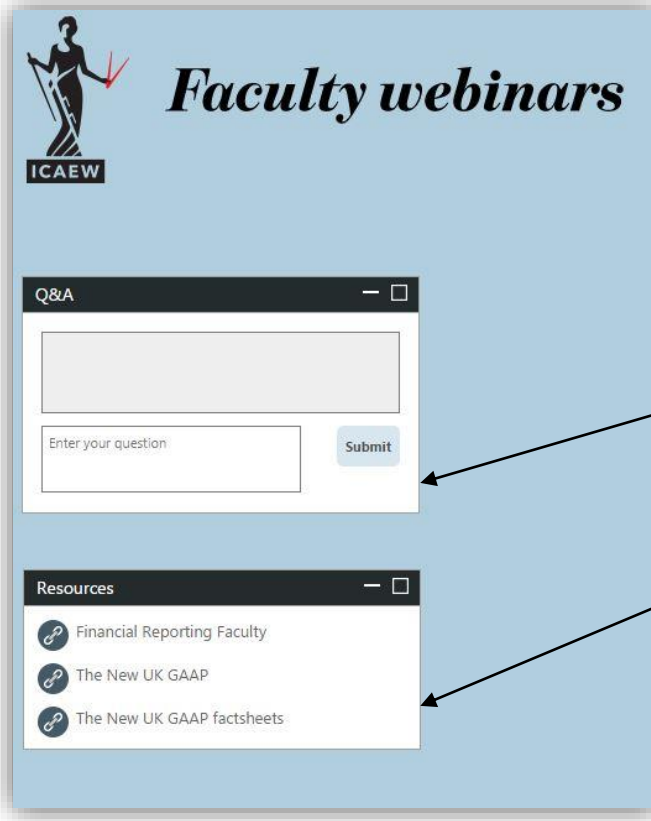 Faculty webinars
ICAEW
Q&A
Enter your question
Submit
Resources
Financial Reporting Faculty
The New UK GAAP
The New UK GAAP factsheets